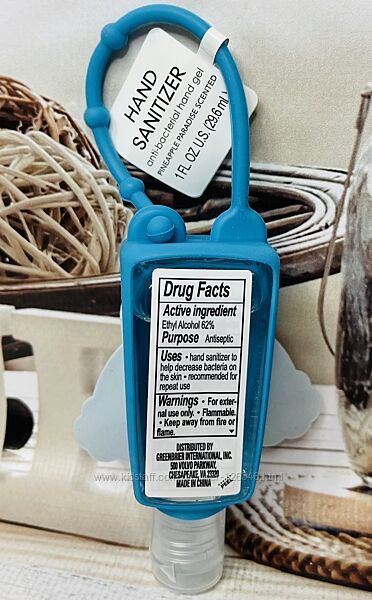 HAND
SANITIZER
anti-bacterial hand gel
PINEAPPLE PARADISE SCENTED
1 FL. OZ. U.S. (29.6 mL)
Drug Facts
Active ingredient
Ethyl Alcohol 62%
Purpose Antiseptic
Uses • hand sanitizer to
help decrease bacteria on
the skin • recommended for
repeat use
Warnings • For exter-
nal use only. • Flammable.
• Keep away from fire or
flame.
DISTRIBUTED BY
GREENBRIER INTERNATIONAL, INC.
500 VOLVO PARKWAY,
CHESAPEAKE, VA 23320
MADE IN CHINA